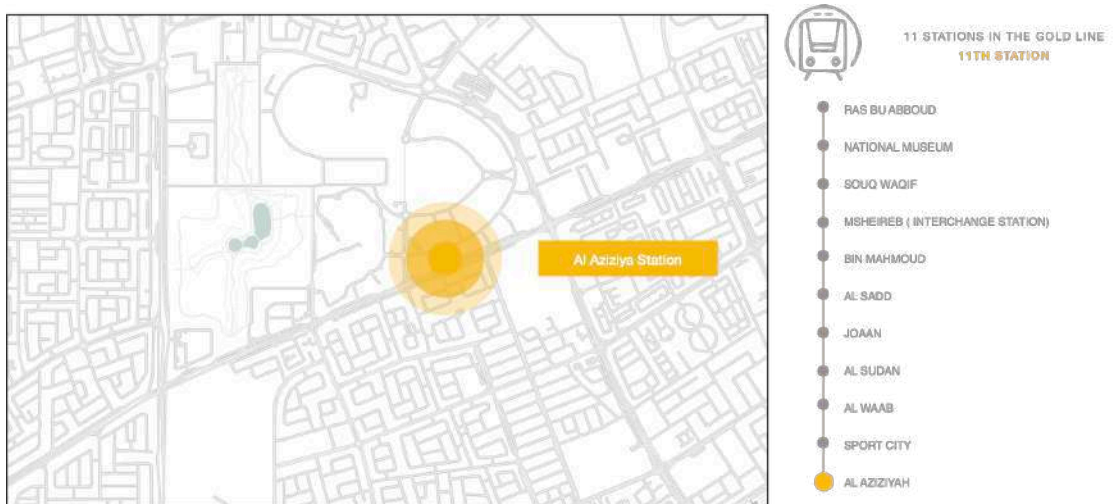 11 STATIONS IN THE GOLD LINE
11TH STATION
RAS BU ABBOUD
NATIONAL MUSEUM
SOUQ WAQIF
MSHEIREB ( INTERCHANGE STATION)
BIN MAHMOUD
Al Aziziya Station
AL SADD
JOAAN
AL SUDAN
AL WAAB
SPORT CITY
AL AZIZIYAH